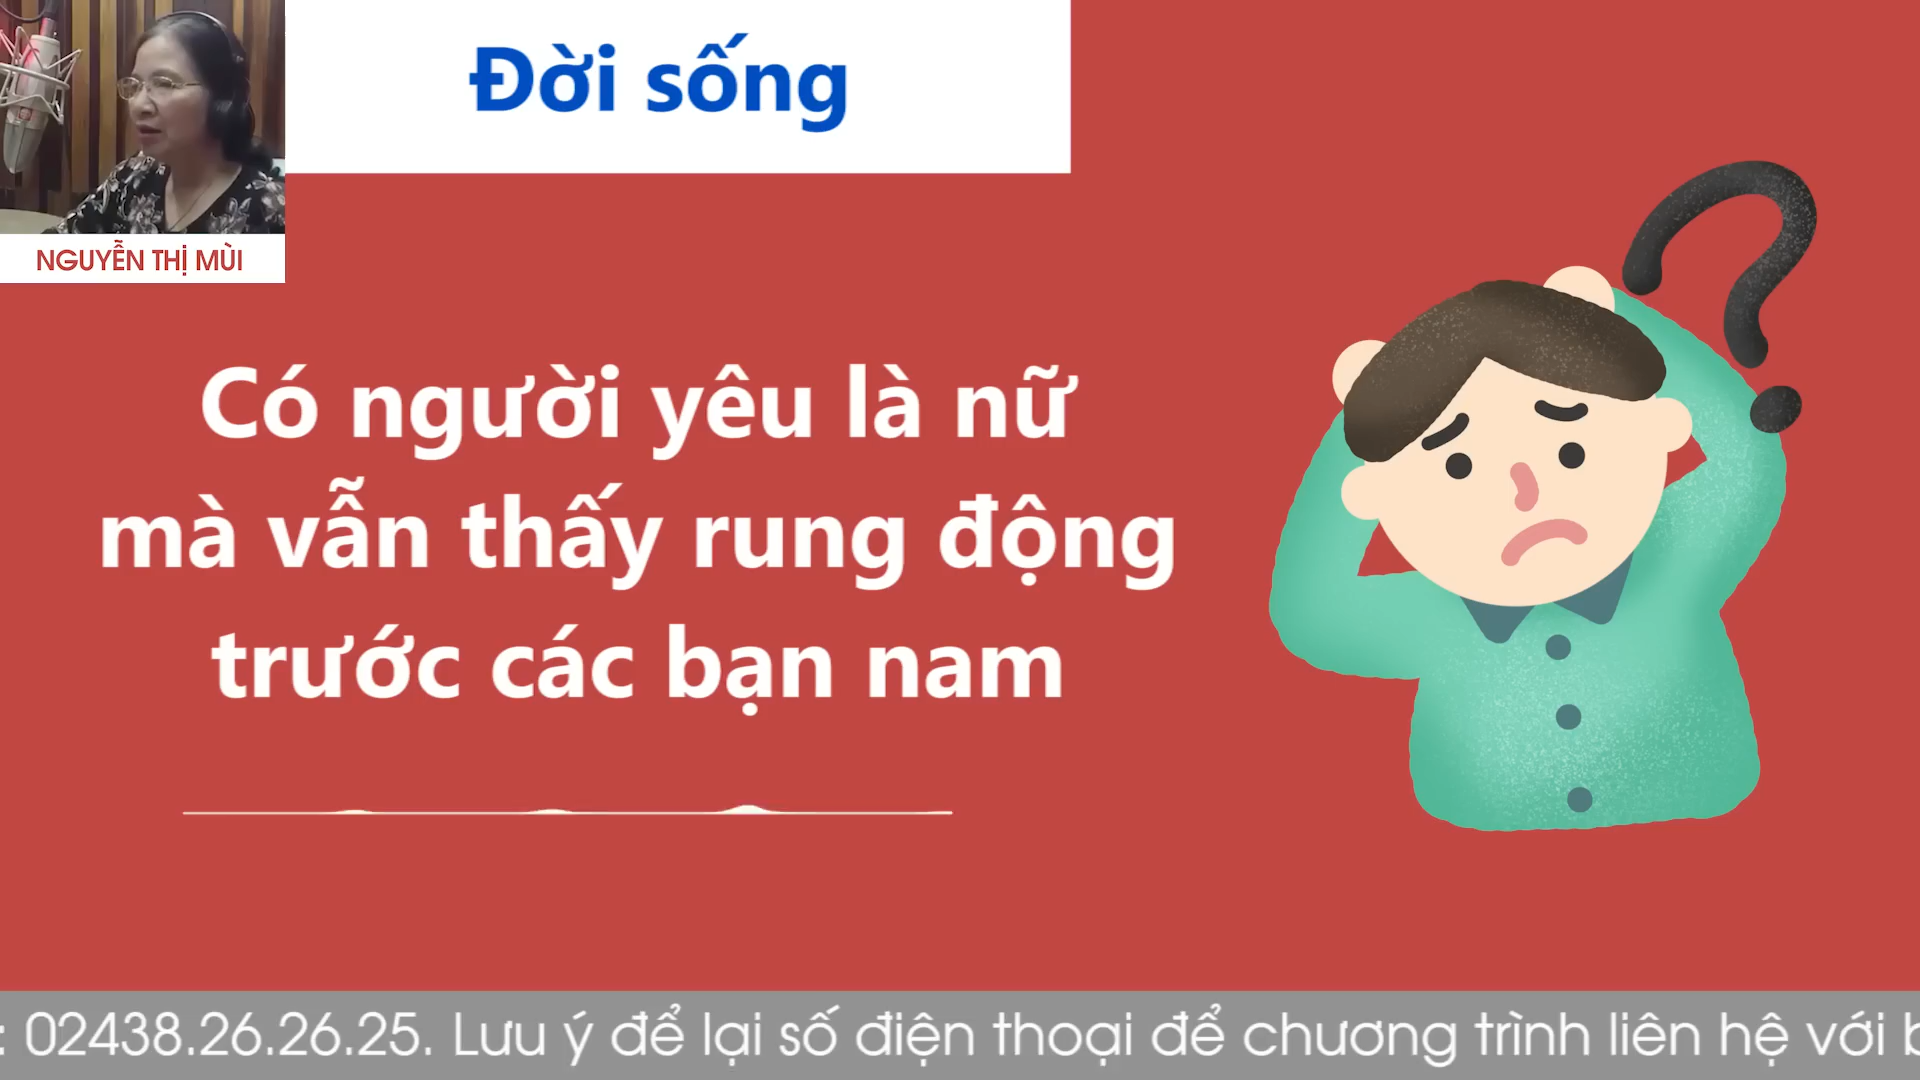 Đời sống
NGUYỄN THỊ MÙI
Có người yêu là nữ
mà vẫn thấy rung động
trước các bạn nam
: 02438.26.26.25. Lưu ý để lại số điện thoại để chương trình liên hệ với